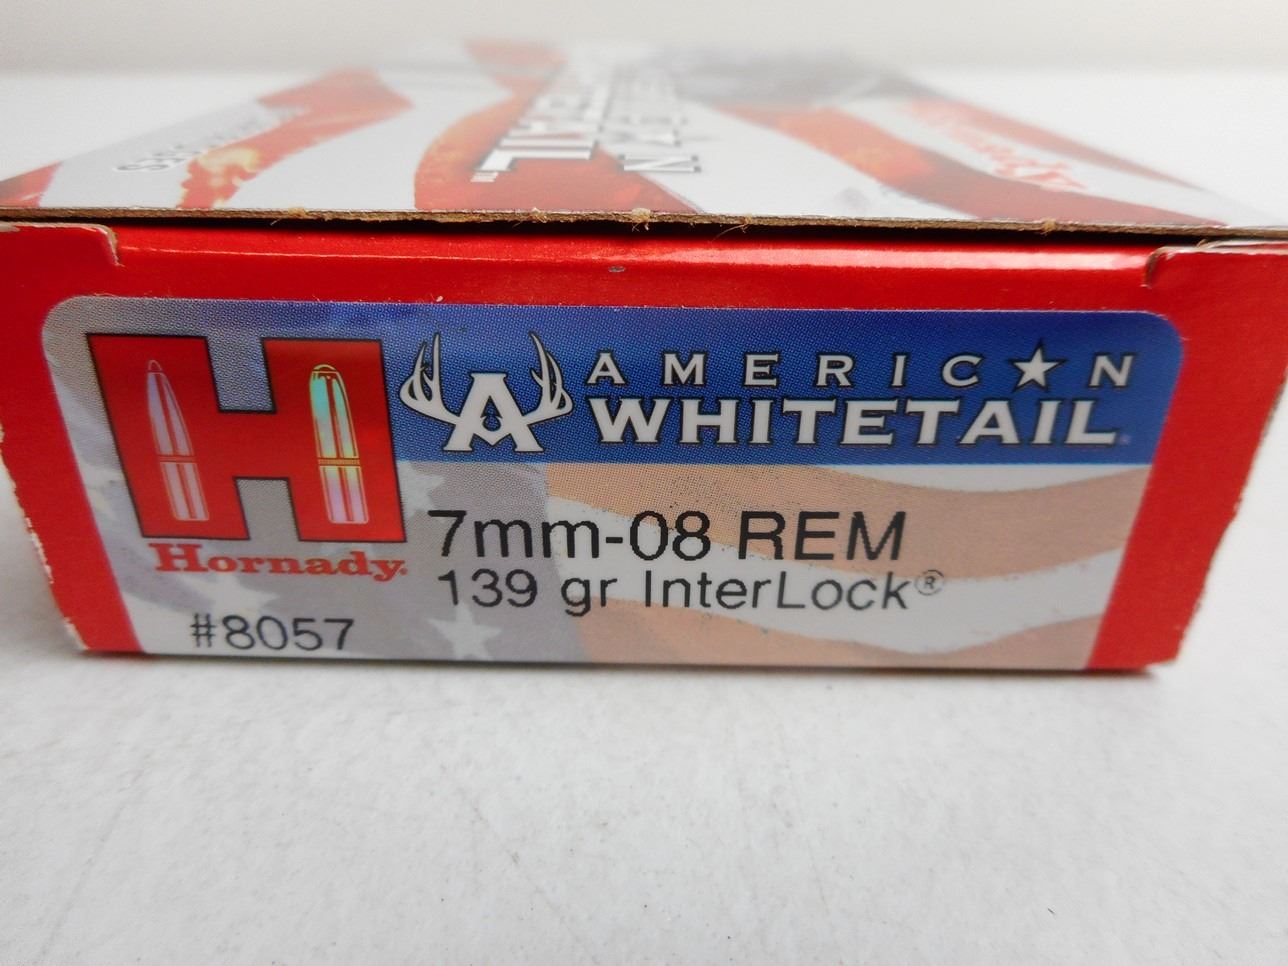 AMERICAN
WHITETAIL
Hornady
7mm-08 REM
139 gr InterLock®
#8057